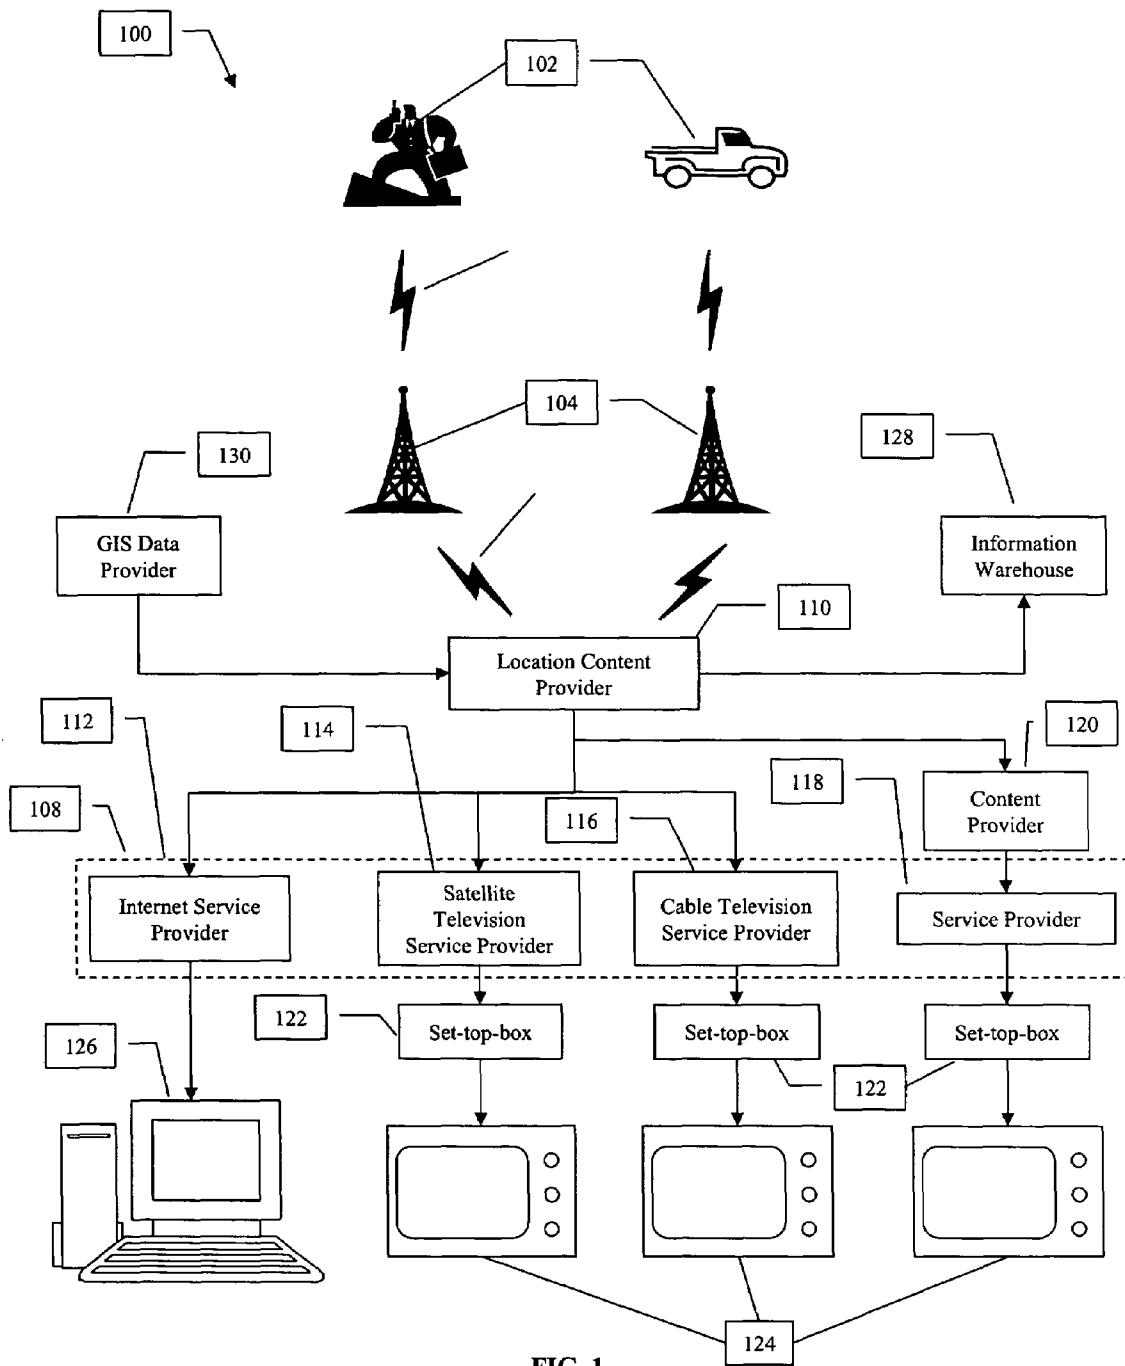 100
102
104
128
130
GIS Data
Provider
Information
Warehouse
110
Location Content
Provider
112
114
120
118
108
116
Content
Provider
Internet Service
Provider
Satellite
Television
Service Provider
Cable Television
Service Provider
Service Provider
122
Set-top-box
Set-top-box
Set-top-box
126
122
124
FIG. 1